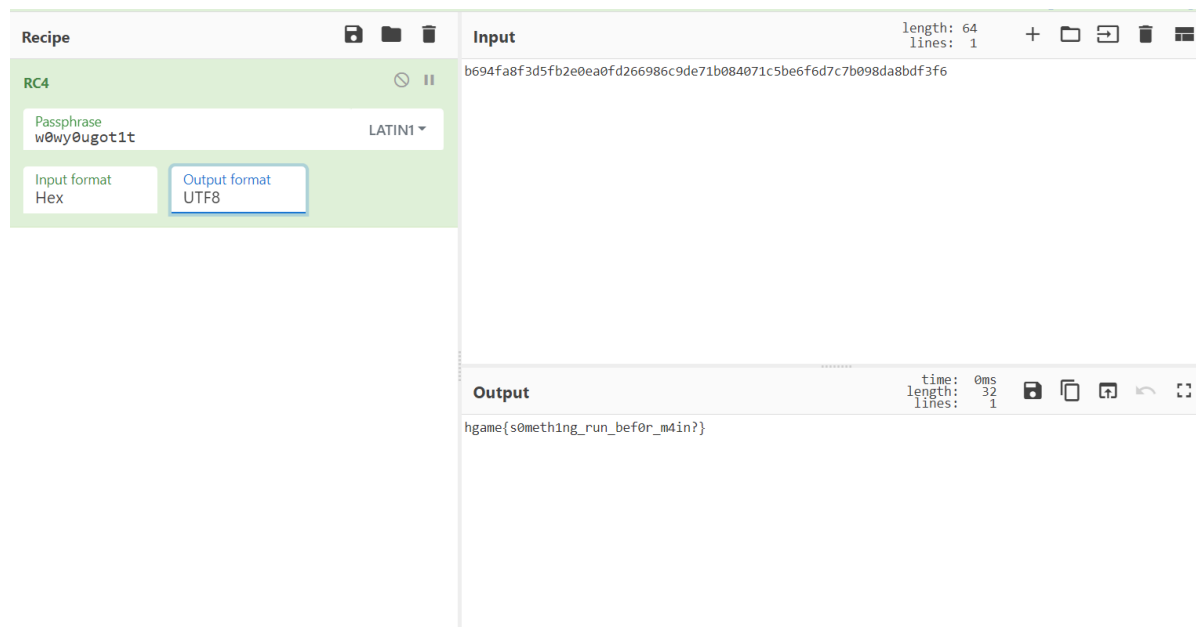 Recipe
RC4
Passphrase
w0wy0ugot1t
LATIN1
Input format
Hex
Output format
UTF8
Input
length: 64
lines: 1
b694fa8f3d5fb2e0ea0fd266986c9de71b084071c5be6f6d7c7b098da8bdf3f6
Output
time: 0ms
length: 32
lines: 1
hgame{s0meth1ng_run_bef0r_m4in?}